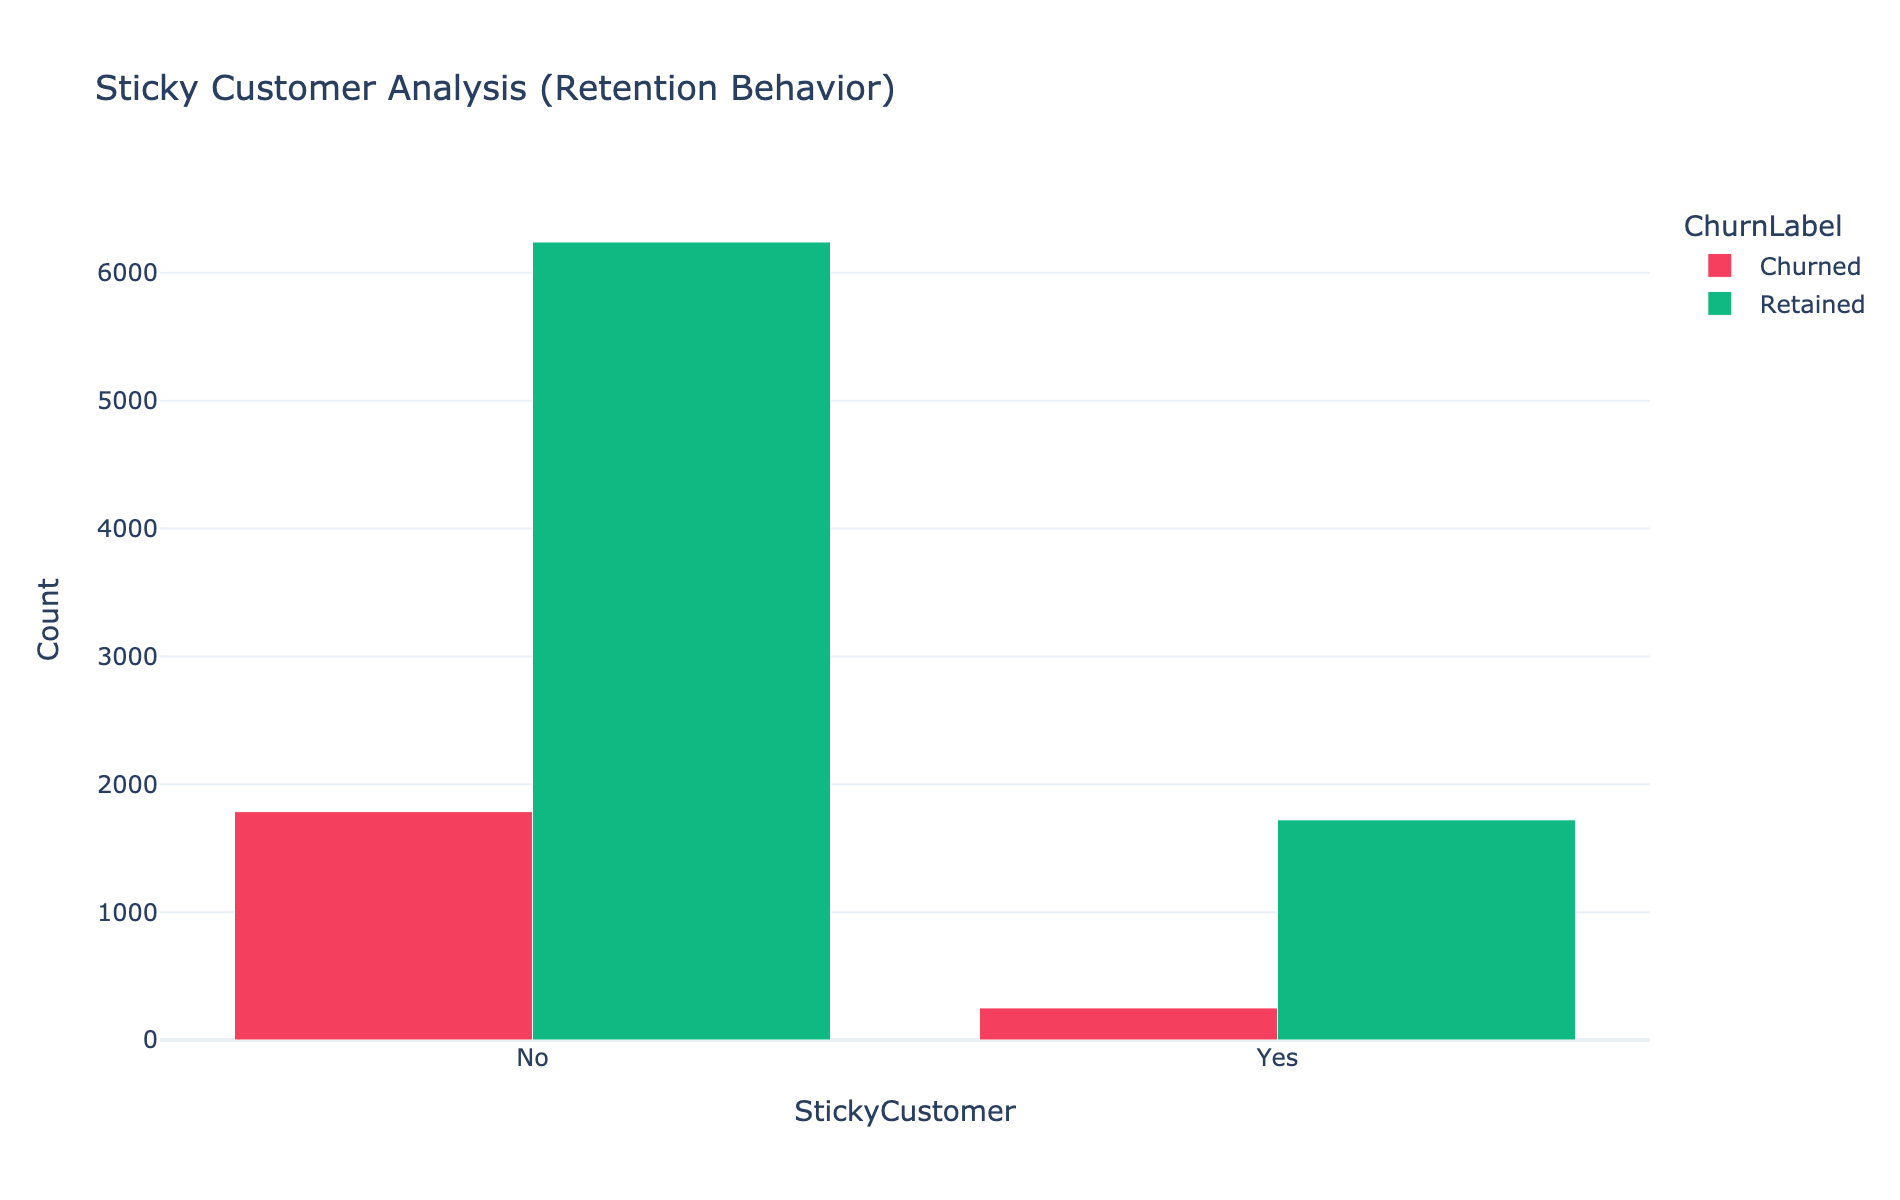 Sticky Customer Analysis (Retention Behavior)
ChurnLabel
Churned
Retained
Count
6000
5000
4000
3000
2000
1000
0
No
Yes
StickyCustomer